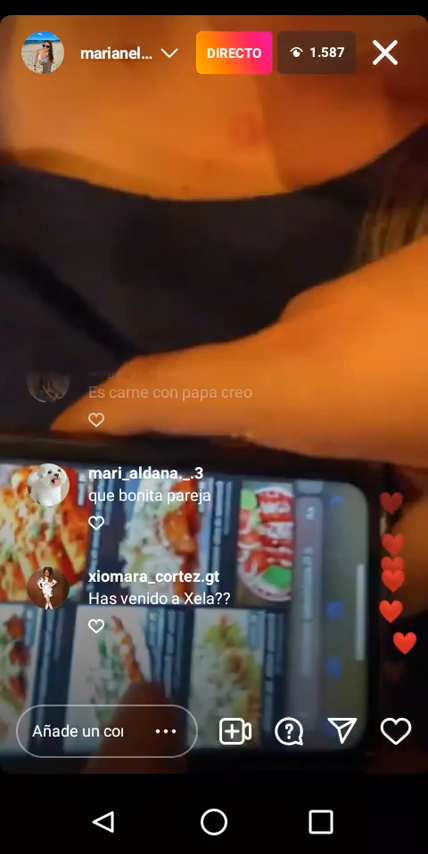 marianel...
DIRECTO
1.587
Es carne con papa creo
mari_aldana._.3
que bonita pareja
xiomara_cortez.gt
Has venido a Xela??
Añade un co